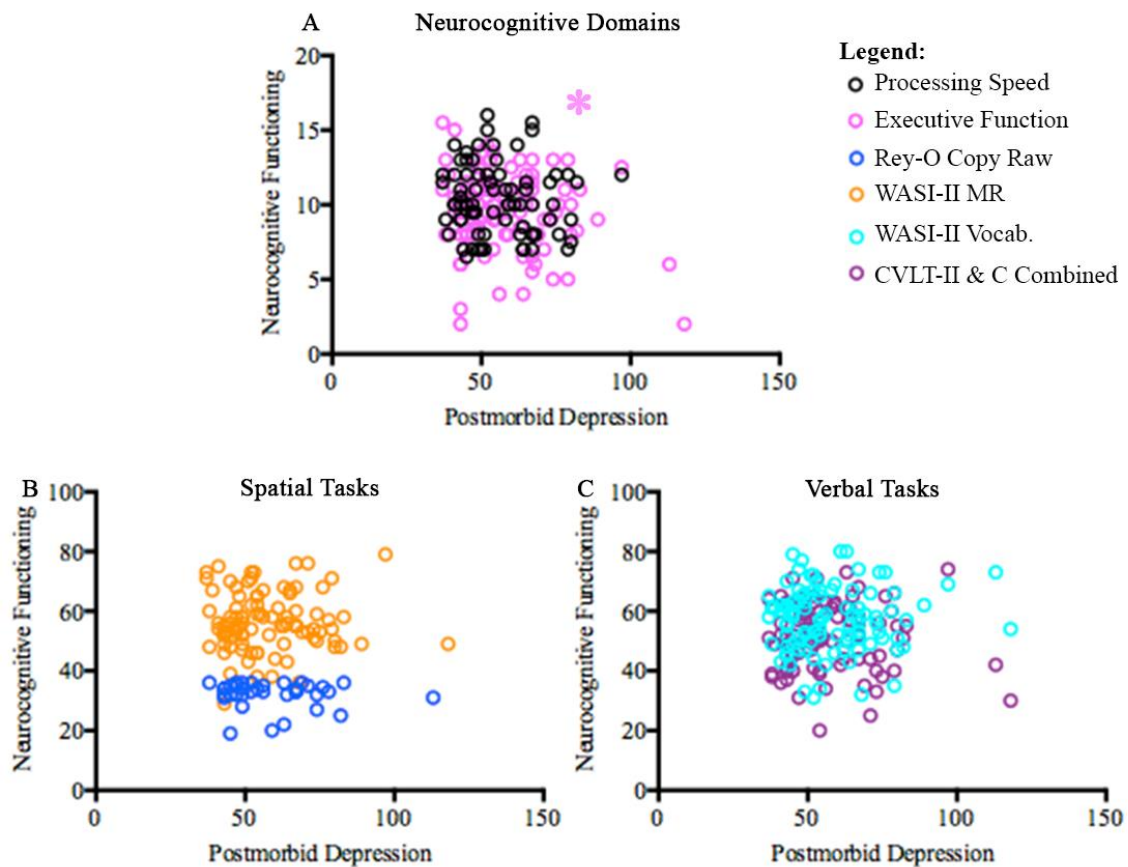 A Neurocognitive Domains
Neurocognitive Functioning
20
15
10
5
0
0 50 100 150
Postmorbid Depression
*
Legend:
Processing Speed
Executive Function
Rey-O Copy Raw
WASI-II MR
WASI-II Vocab.
CVLT-II & C Combined
B Spatial Tasks
Neurocognitive Functioning
100
80
60
40
20
0
0 50 100 150
Postmorbid Depression
C Verbal Tasks
Neurocognitive Functioning
100
80
60
40
20
0
0 50 100 150
Postmorbid Depression